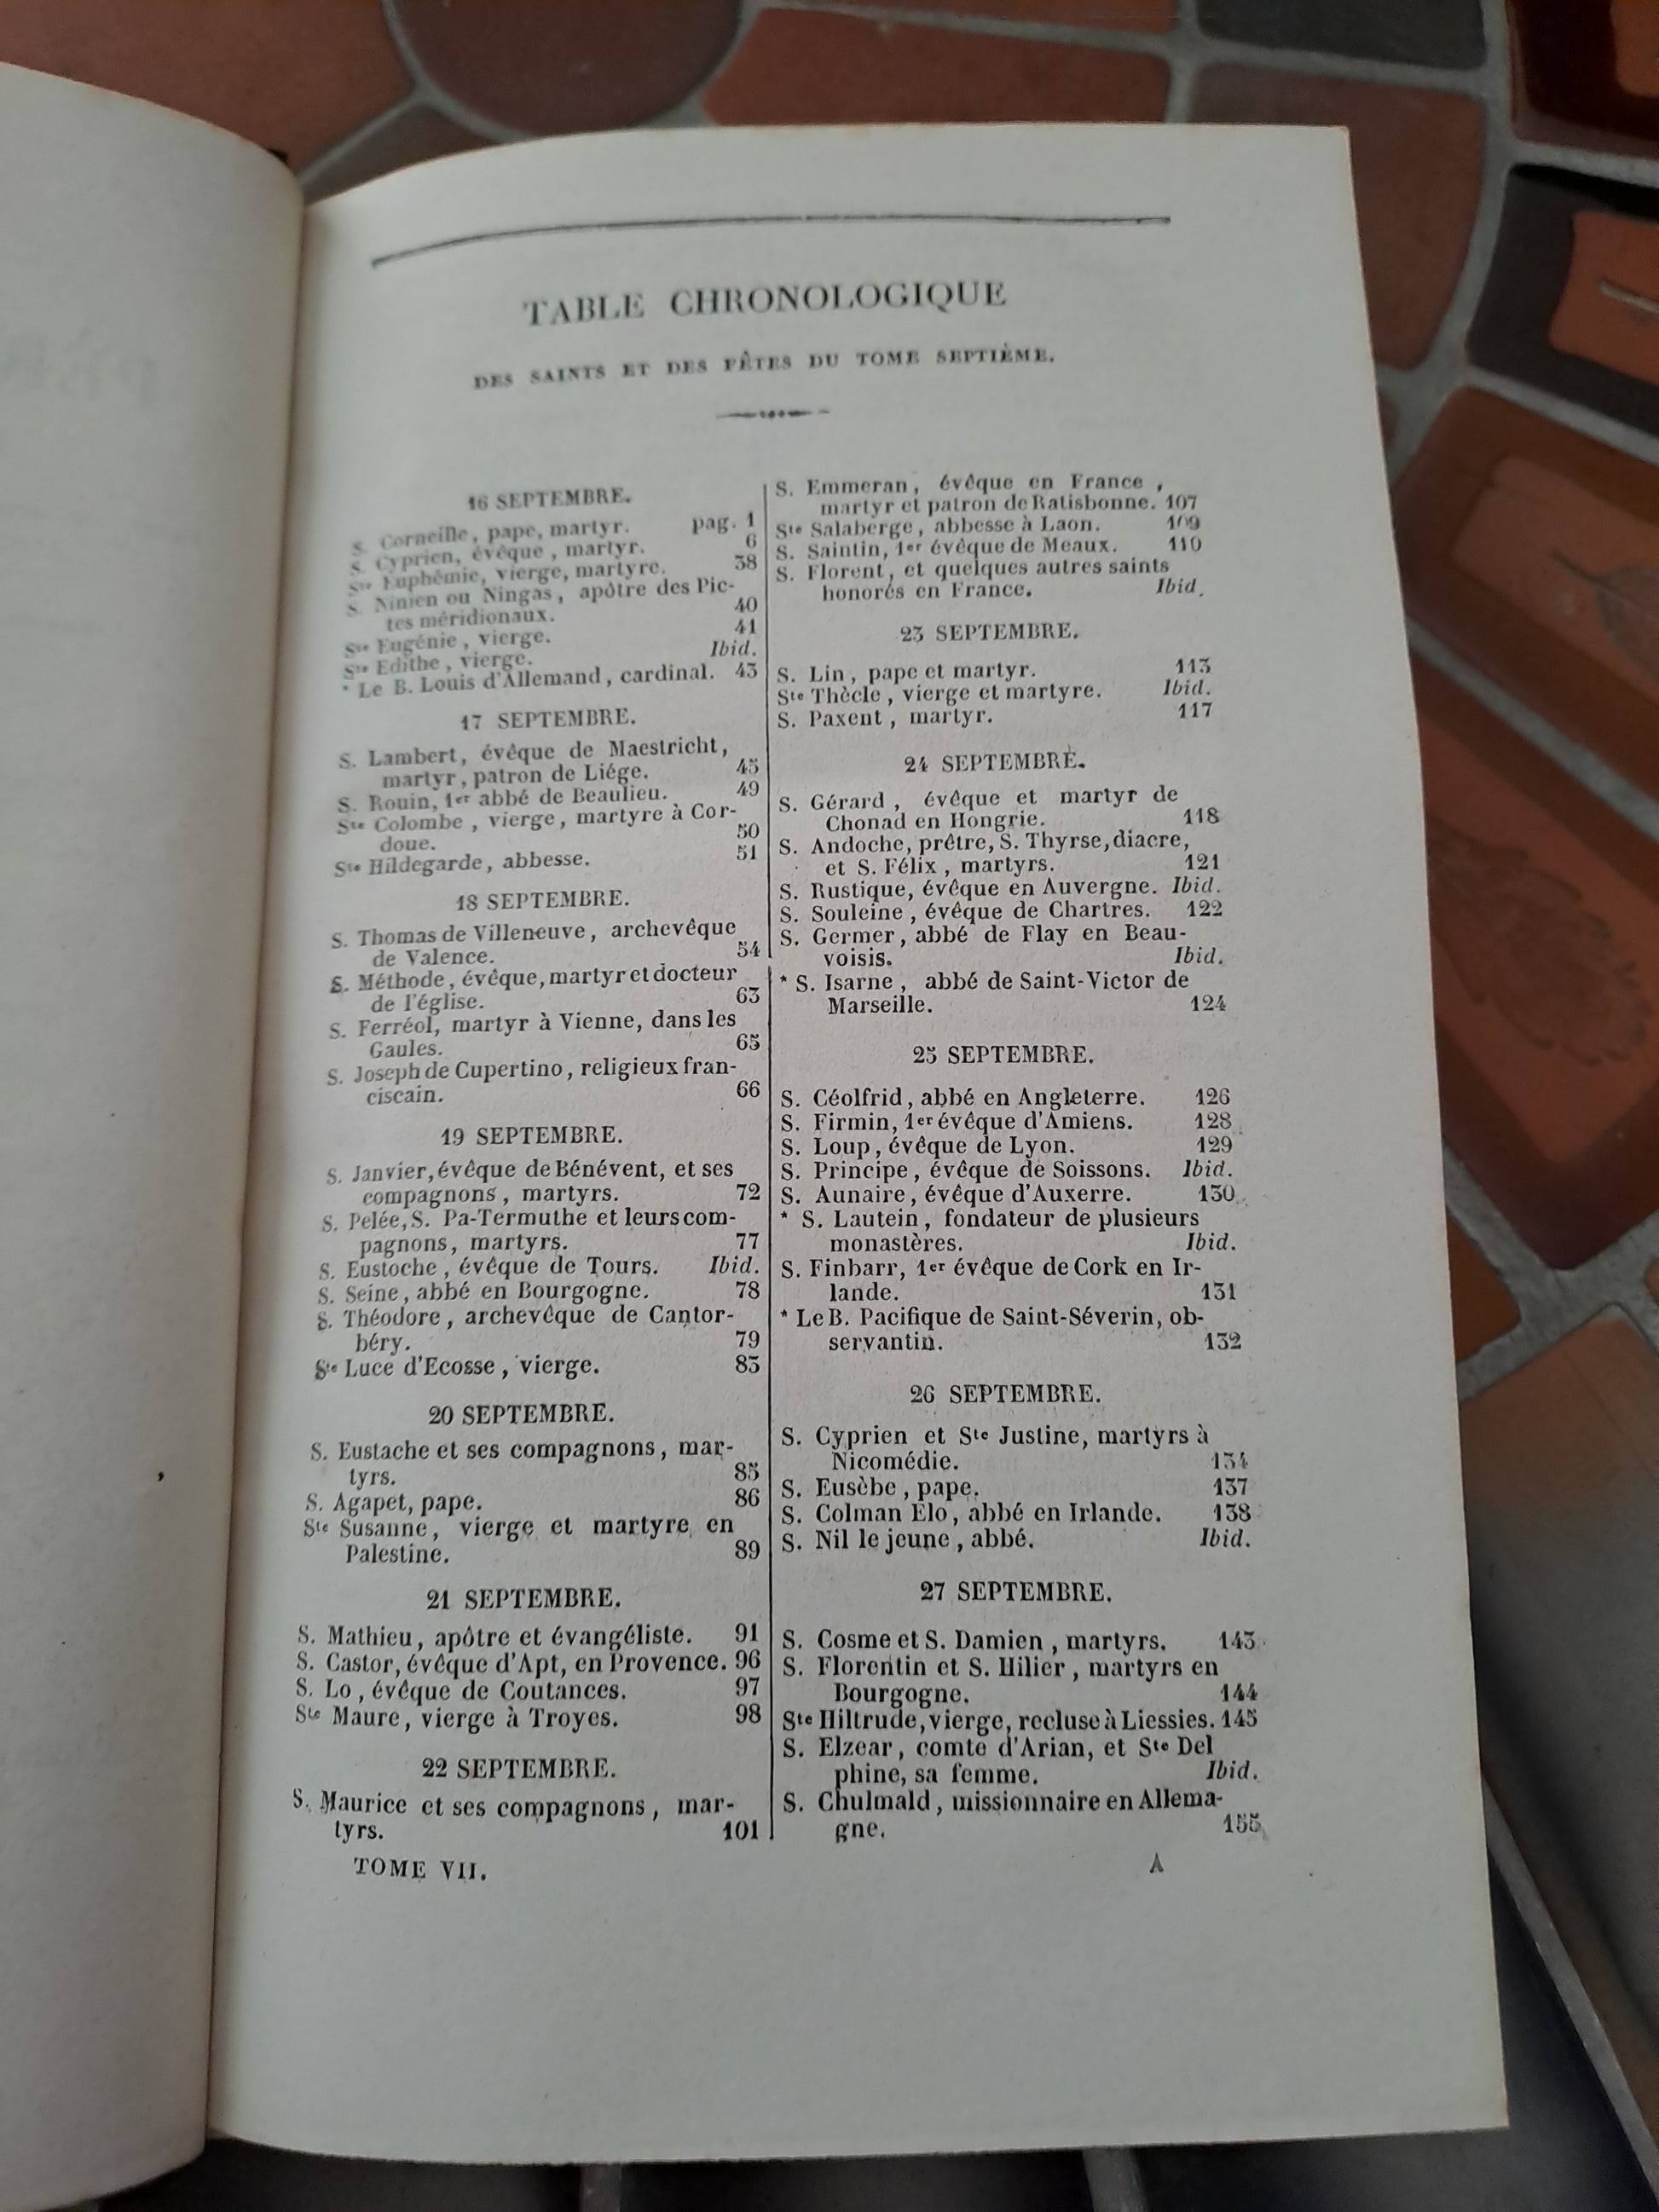 TABLE CHRONOLOGIQUE
DES SAINTS ET DES FÊTES DU TOME SEPTIÈME.
16 SEPTEMBRE.
S. Corneille, pape, martyr. pag. 1
S. Cyprien, évêque, martyr. 6
Ste Euphémie, vierge, martyre. 38
S. Ninien ou Ningas, apôtre des Pic-
tes méridionaux. 40
Ste Eugénie, vierge. 41
Ste Edithe, vierge. Ibid.
* Le B. Louis d'Allemand, cardinal. 43
17 SEPTEMBRE.
S. Lambert, évêque de Maestricht,
martyr, patron de Liége. 45
S. Rouin, 1er abbé de Beaulieu. 49
Ste Colombe, vierge, martyre à Cor-
doue. 50
Ste Hildegarde, abbesse. 51
18 SEPTEMBRE.
S. Thomas de Villeneuve, archevêque
de Valence. 54
S. Méthode, évêque, martyr et docteur
de l'église. 63
S. Ferréol, martyr à Vienne, dans les
Gaules. 65
S. Joseph de Cupertino, religieux fran-
ciscain. 66
19 SEPTEMBRE.
S. Janvier, évêque de Bénévent, et ses
compagnons, martyrs. 72
S. Pelée, S. Pa-Termuthe et leurs com-
pagnons, martyrs. 77
S. Eustoche, évêque de Tours. Ibid.
S. Seine, abbé en Bourgogne. 78
S. Théodore, archevêque de Cantor-
béry. 79
Ste Luce d'Ecosse, vierge. 83
20 SEPTEMBRE.
S. Eustache et ses compagnons, mar-
tyrs. 85
S. Agapet, pape. 86
Ste Susanne, vierge et martyre en
Palestine. 89
21 SEPTEMBRE.
S. Mathieu, apôtre et évangéliste. 91
S. Castor, évêque d'Apt, en Provence. 96
S. Lo, évêque de Coutances. 97
Ste Maure, vierge à Troyes. 98
22 SEPTEMBRE.
S. Maurice et ses compagnons, mar-
tyrs. 101
S. Emmeran, évêque en France,
martyr et patron de Ratisbonne. 107
Ste Salaberge, abbesse à Laon. 109
S. Saintin, 1er évêque de Meaux. 110
S. Florent, et quelques autres saints
honorés en France. Ibid.
23 SEPTEMBRE.
S. Lin, pape et martyr. 113
Ste Thècle, vierge et martyre. Ibid.
S. Paxent, martyr. 117
24 SEPTEMBRE.
S. Gérard, évêque et martyr de
Chonad en Hongrie. 118
S. Andoche, prêtre, S. Thyrse, diacre,
et S. Félix, martyrs. 121
S. Rustique, évêque en Auvergne. Ibid.
S. Souleine, évêque de Chartres. 122
S. Germer, abbé de Flay en Beau-
voisis. Ibid.
* S. Isarne, abbé de Saint-Victor de
Marseille. 124
25 SEPTEMBRE.
S. Céolfrid, abbé en Angleterre. 126
S. Firmin, 1er évêque d'Amiens. 128
S. Loup, évêque de Lyon. 129
S. Principe, évêque de Soissons. Ibid.
S. Aunaire, évêque d'Auxerre. 130
* S. Lautein, fondateur de plusieurs
monastères. Ibid.
S. Finbarr, 1er évêque de Cork en Ir-
lande. 131
* Le B. Pacifique de Saint-Séverin, ob-
servantin. 132
26 SEPTEMBRE.
S. Cyprien et Ste Justine, martyrs à
Nicomédie. 134
S. Eusèbe, pape. 137
S. Colman Elo, abbé en Irlande. 138
S. Nil le jeune, abbé. Ibid.
27 SEPTEMBRE.
S. Cosme et S. Damien, martyrs. 143
S. Florentin et S. Hilier, martyrs en
Bourgogne. 144
Ste Hiltrude, vierge, recluse à Liessies. 145
S. Elzear, comte d'Arian, et Ste Del
phine, sa femme. Ibid.
S. Chulmald, missionnaire en Allema-
gne. 155
TOME VII. A